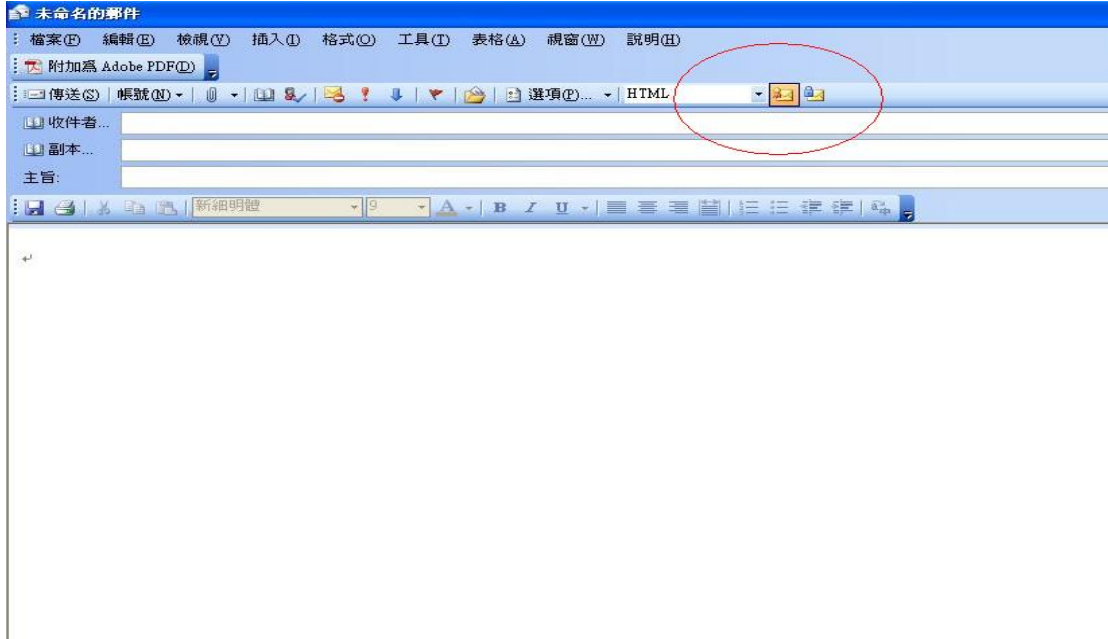 未命名的郵件
檔案(F) 編輯(E) 檢視(V) 插入(I) 格式(O) 工具(T) 表格(A) 視窗(W) 說明(H)
附加為 Adobe PDF(D)
傳送(S) 帳號(N) 選項(P)... HTML
收件者...
副本...
主旨:
新細明體 9 A B I U